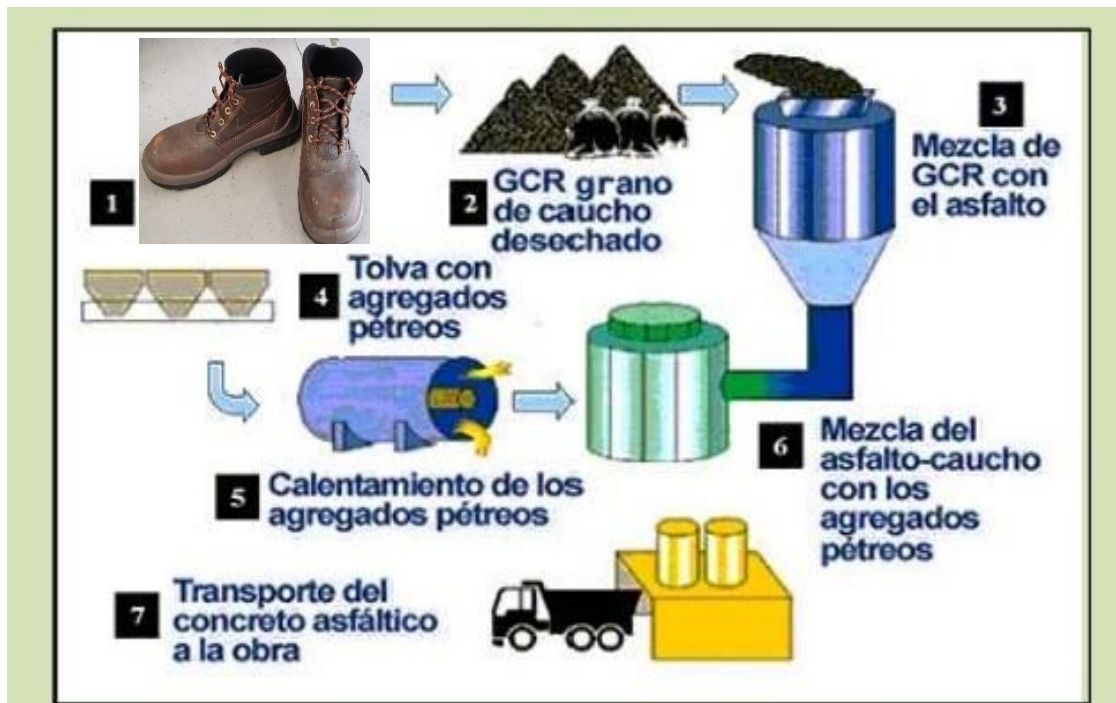 1
2 GCR grano
de caucho
desechado
3
Mezcla de
GCR con
el asfalto
4 Tolva con
agregados
pétreos
5 Calentamiento de los
agregados pétreos
6 Mezcla del
asfalto-caucho
con los
agregados
pétreos
7 Transporte del
concreto asfáltico
a la obra